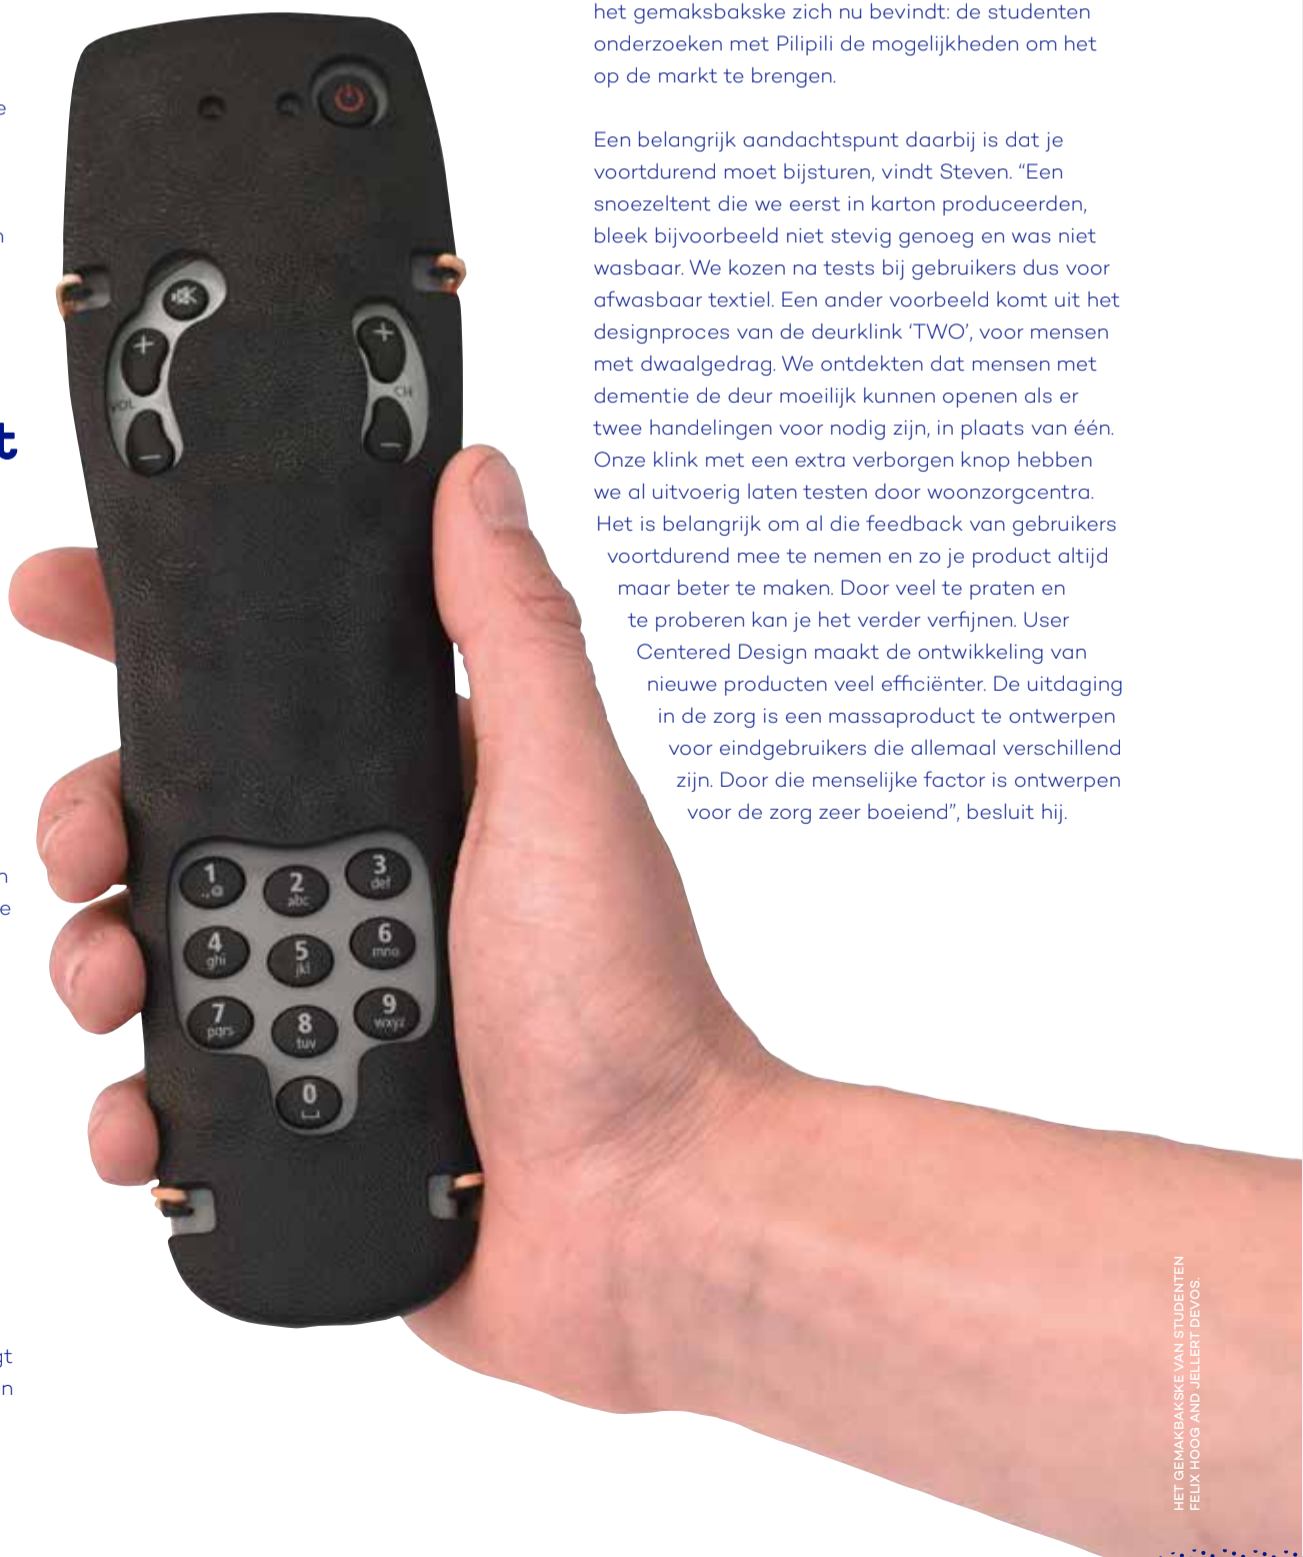 het gemaksbakske zich nu bevindt: de studenten
onderzoeken met Pilipili de mogelijkheden om het
op de markt te brengen.
Een belangrijk aandachtspunt daarbij is dat je
voortdurend moet bijsturen, vindt Steven. “Een
snoezeltent die we eerst in karton produceerden,
bleek bijvoorbeeld niet stevig genoeg en was niet
wasbaar. We kozen na tests bij gebruikers dus voor
afwasbaar textiel. Een ander voorbeeld komt uit het
designproces van de deurklink ‘TWO’, voor mensen
met dwaalgedrag. We ontdekten dat mensen met
dementie de deur moeilijk kunnen openen als er
twee handelingen voor nodig zijn, in plaats van één.
Onze klink met een extra verborgen knop hebben
we al uitvoerig laten testen door woonzorgcentra.
Het is belangrijk om al die feedback van gebruikers
voortdurend mee te nemen en zo je product altijd
maar beter te maken. Door veel te praten en
te proberen kan je het verder verfijnen. User
Centered Design maakt de ontwikkeling van
nieuwe producten veel efficiënter. De uitdaging
in de zorg is een massaproduct te ontwerpen
voor eindgebruikers die allemaal verschillend
zijn. Door die menselijke factor is ontwerpen
voor de zorg zeer boeiend”, besluit hij.
+ +
VOL CH
− −
1 2 3
.,@ abc def
4 5 6
ghi jkl mno
7 8 9
pqrs tuv wxyz
0
HET GEMAKBAKSKE VAN STUDENTEN
FELIX HOOG AND JELLERT DEVOS.